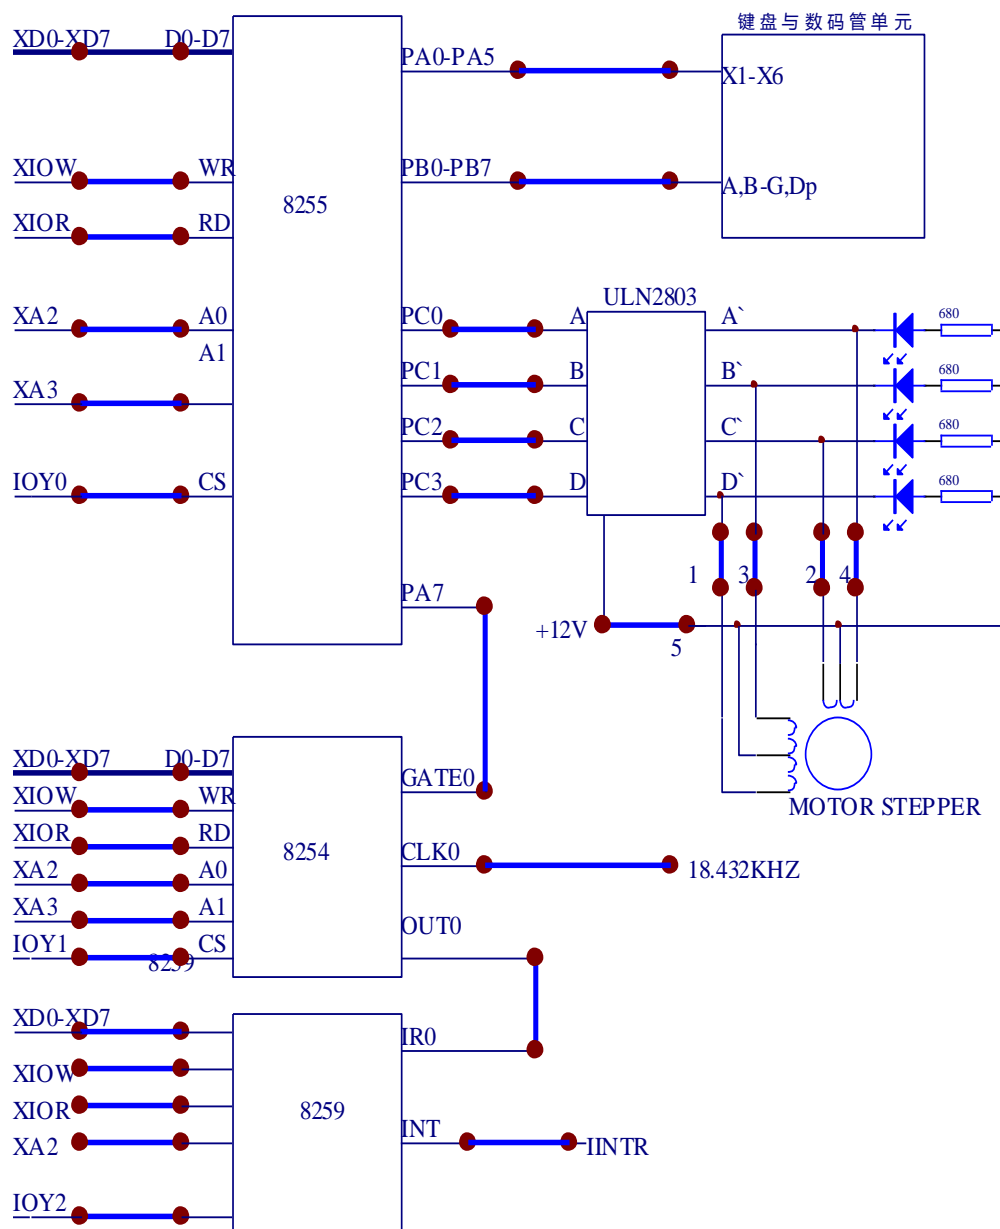 键盘与数码管单元
XD0-XD7 D0-D7
PA0-PA5
X1-X6
XIOW WR
PB0-PB7
A,B-G,Dp
8255
XIOR RD
ULN2803
XA2 A0
PC0 A A` 680
A1
PC1 B B` 680
XA3
PC2 C C` 680
IOY0 CS
PC3 D D` 680
1 3 2 4
PA7
+12V
5
XD0-XD7 D0-D7
GATE0
XIOW WR
MOTOR STEPPER
XIOR RD
8254
CLK0
18.432KHZ
XA2 A0
XA3 A1
OUT0
IOY1 CS
8259
XD0-XD7
IR0
XIOW
XIOR
8259
INT
IINTR
XA2
IOY2